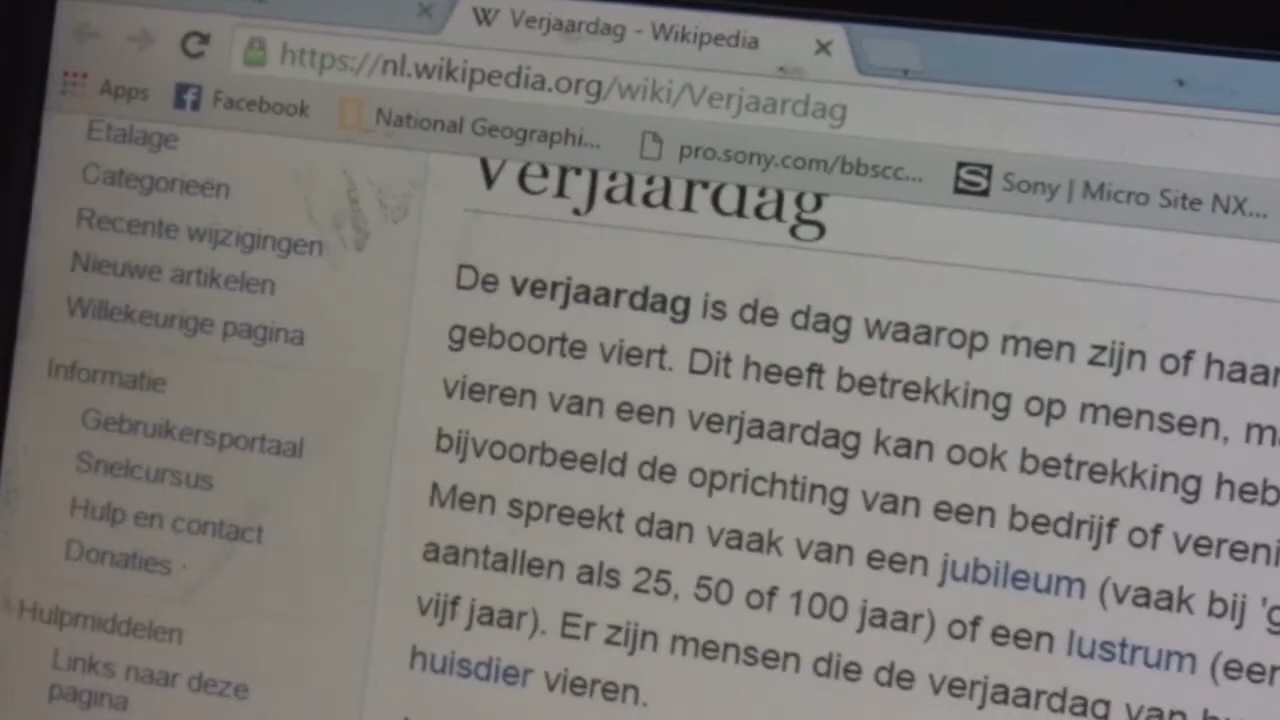 Verjaardag - Wikipedia
https://nl.wikipedia.org/wiki/Verjaardag
Apps Facebook National Geographi... pro.sony.com/bbscc... Sony | Micro Site NX...
Etalage
Categorieën
Recente wijzigingen
Nieuwe artikelen
Willekeurige pagina
Informatie
Gebruikersportaal
Snelcursus
Hulp en contact
Donaties
Hulpmiddelen
Links naar deze
pagina
Verjaardag
De verjaardag is de dag waarop men zijn of haar
geboorte viert. Dit heeft betrekking op mensen,
vieren van een verjaardag kan ook betrekking
bijvoorbeeld de oprichting van een bedrijf of
Men spreekt dan vaak van een jubileum (vaak bij
aantallen als 25, 50 of 100 jaar) of een lustrum
vijf jaar). Er zijn mensen die de verjaardag van
huisdier vieren.